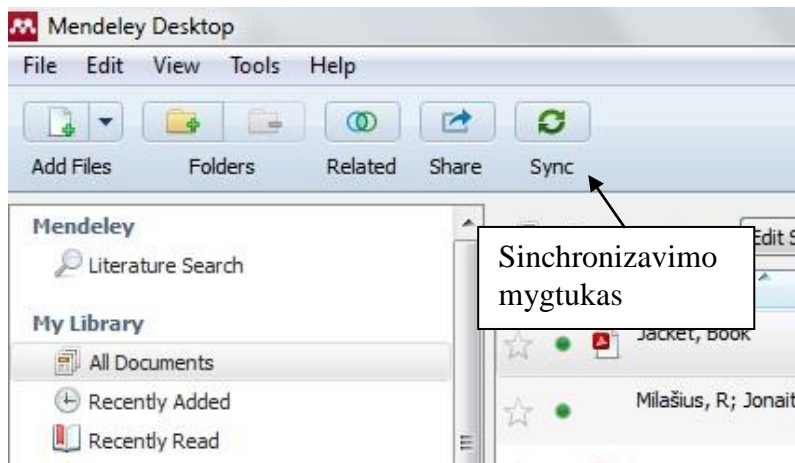 Mendeley Desktop
File Edit View Tools Help
Add Files Folders Related Share Sync
Mendeley
Literature Search
My Library
All Documents
Recently Added
Recently Read
Edit S
Sinchronizavimo
mygtukas
Jacket, Book
Milašius, R; Jonait